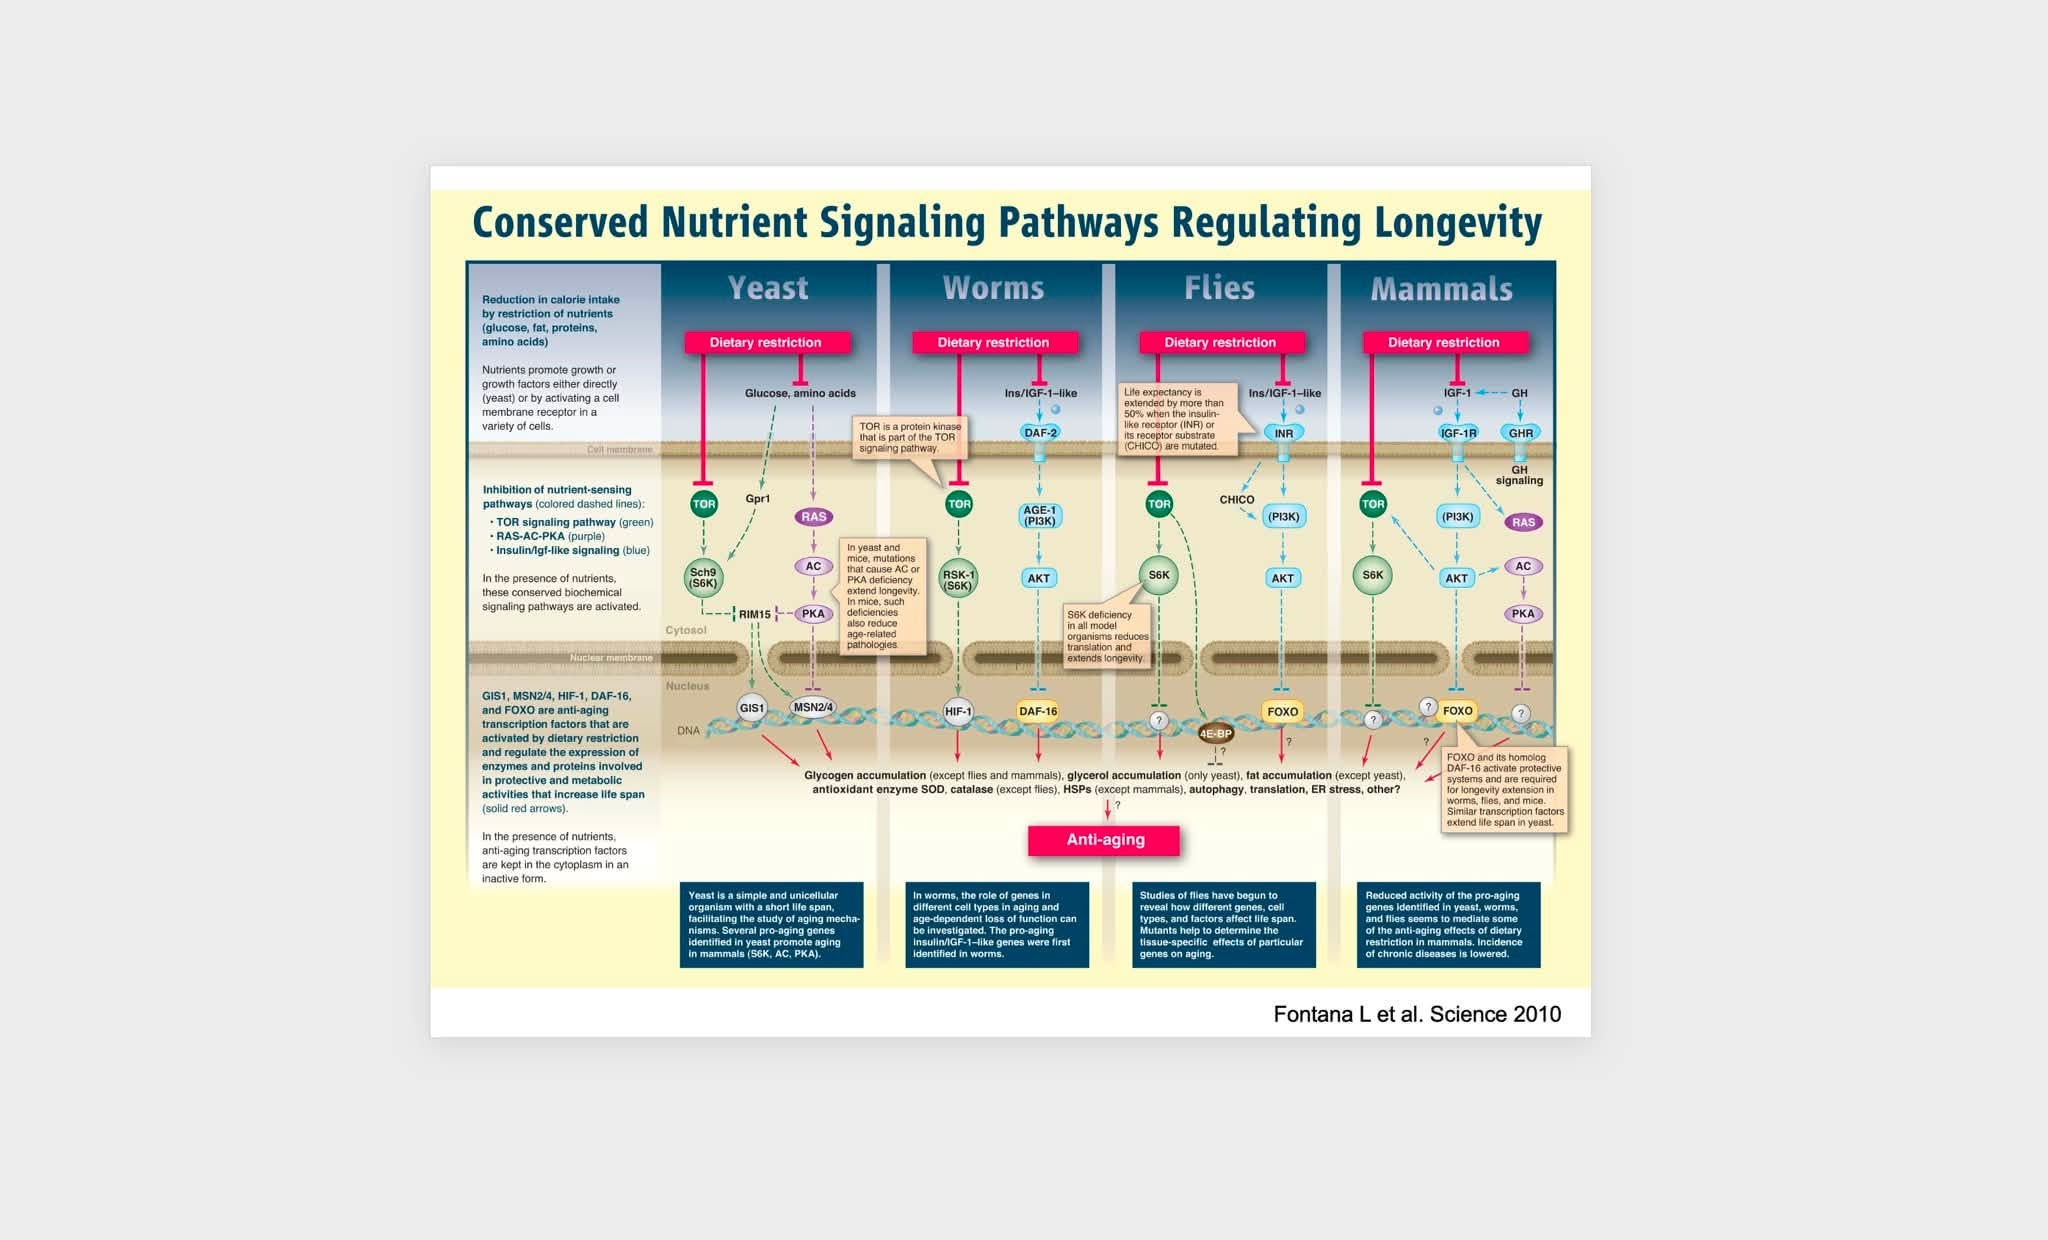 Conserved Nutrient Signaling Pathways Regulating Longevity
Reduction in calorie intake
by restriction of nutrients
(glucose, fat, proteins,
amino acids)
Nutrients promote growth or
growth factors either directly
(yeast) or by activating a cell
membrane receptor in a
variety of cells.
Cell membrane
Inhibition of nutrient-sensing
pathways (colored dashed lines):
• TOR signaling pathway (green)
• RAS-AC-PKA (purple)
• Insulin/Igf-like signaling (blue)
In the presence of nutrients,
these conserved biochemical
signaling pathways are activated.
Nuclear membrane
GIS1, MSN2/4, HIF-1, DAF-16,
and FOXO are anti-aging
transcription factors that are
activated by dietary restriction
and regulate the expression of
enzymes and proteins involved
in protective and metabolic
activities that increase life span
(solid red arrows).
In the presence of nutrients,
anti-aging transcription factors
are kept in the cytoplasm in an
inactive form.
Yeast
Dietary restriction
Glucose, amino acids
TOR
Gpr1
RAS
Sch9
(S6K)
AC
RIM15
PKA
In yeast and
mice, mutations
that cause AC or
PKA deficiency
extend longevity.
In mice, such
deficiencies
also reduce
age-related
pathologies.
Cytosol
Nucleus
GIS1
MSN2/4
DNA
Worms
Dietary restriction
Ins/IGF-1–like
TOR is a protein kinase
that is part of the TOR
signaling pathway.
DAF-2
TOR
AGE-1
(PI3K)
RSK-1
(S6K)
AKT
HIF-1
DAF-16
Flies
Dietary restriction
Life expectancy is
extended by more than
50% when the insulin-
like receptor (INR) or
its receptor substrate
(CHICO) are mutated.
Ins/IGF-1–like
INR
TOR
CHICO
(PI3K)
S6K
AKT
S6K deficiency
in all model
organisms reduces
translation and
extends longevity.
?
4E-BP
FOXO
?
?
Mammals
Dietary restriction
IGF-1
GH
IGF-1R
GHR
GH
signaling
TOR
(PI3K)
RAS
S6K
AKT
AC
PKA
?
?
FOXO
?
?
FOXO and its homolog
DAF-16 activate protective
systems and are required
for longevity extension in
worms, flies, and mice.
Similar transcription factors
extend life span in yeast.
Glycogen accumulation (except flies and mammals), glycerol accumulation (only yeast), fat accumulation (except yeast),
antioxidant enzyme SOD, catalase (except flies), HSPs (except mammals), autophagy, translation, ER stress, other?
?
Anti-aging
Yeast is a simple and unicellular
organism with a short life span,
facilitating the study of aging mecha-
nisms. Several pro-aging genes
identified in yeast promote aging
in mammals (S6K, AC, PKA).
In worms, the role of genes in
different cell types in aging and
age-dependent loss of function can
be investigated. The pro-aging
insulin/IGF-1–like genes were first
identified in worms.
Studies of flies have begun to
reveal how different genes, cell
types, and factors affect life span.
Mutants help to determine the
tissue-specific effects of particular
genes on aging.
Reduced activity of the pro-aging
genes identified in yeast, worms,
and flies seems to mediate some
of the anti-aging effects of dietary
restriction in mammals. Incidence
of chronic diseases is lowered.
Fontana L et al. Science 2010